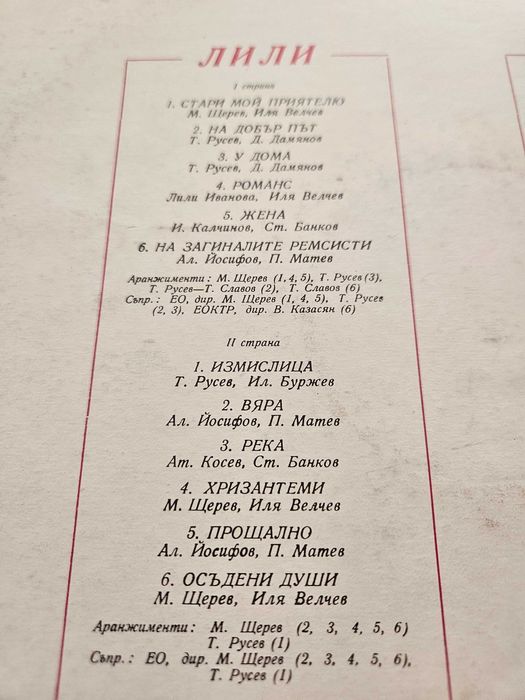 ЛИЛИ
I страна
1. СТАРИ МОЙ ПРИЯТЕЛЮ
М. Щерев, Иля Велчев
2. НА ДОБЪР ПЪТ
Т. Русев, Д. Дамянов
3. У ДОМА
Т. Русев, Д. Дамянов
4. РОМАНС
Лили Иванова, Иля Велчев
5. ЖЕНА
И. Калчинов, Ст. Банков
6. НА ЗАГИНАЛИТЕ РЕМСИСТИ
Ал. Йосифов, П. Матев
Аранжименти: М. Щерев (1, 4, 5), Т. Русев (3),
Т. Русев—Т. Славов (2), Т. Славов (6)
Съпр.: ЕО, дир. М. Щерев (1, 4, 5), Т. Русев
(2, 3), ЕОКТР, дир. В. Казасян (6)
II страна
1. ИЗМИСЛИЦА
Т. Русев, Ил. Буржев
2. ВЯРА
Ал. Йосифов, П. Матев
3. РЕКА
Ат. Косев, Ст. Банков
4. ХРИЗАНТЕМИ
М. Щерев, Иля Велчев
5. ПРОЩАЛНО
Ал. Йосифов, П. Матев
6. ОСЪДЕНИ ДУШИ
М. Щерев, Иля Велчев
Аранжименти: М. Щерев (2, 3, 4, 5, 6)
Т. Русев (1)
Съпр.: ЕО, дир. М. Щерев (2, 3, 4, 5, 6),
Т. Русев (1)